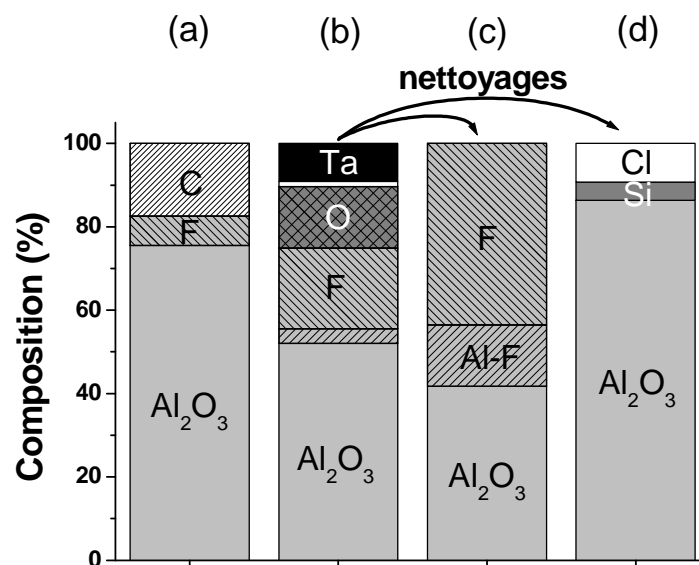 (a) (b) (c) (d)
nettoyages
Composition (%)
100
80
60
40
20
0
C
F
Al₂O₃
Ta
O
F
Al₂O₃
F
Al-F
Al₂O₃
Cl
Si
Al₂O₃